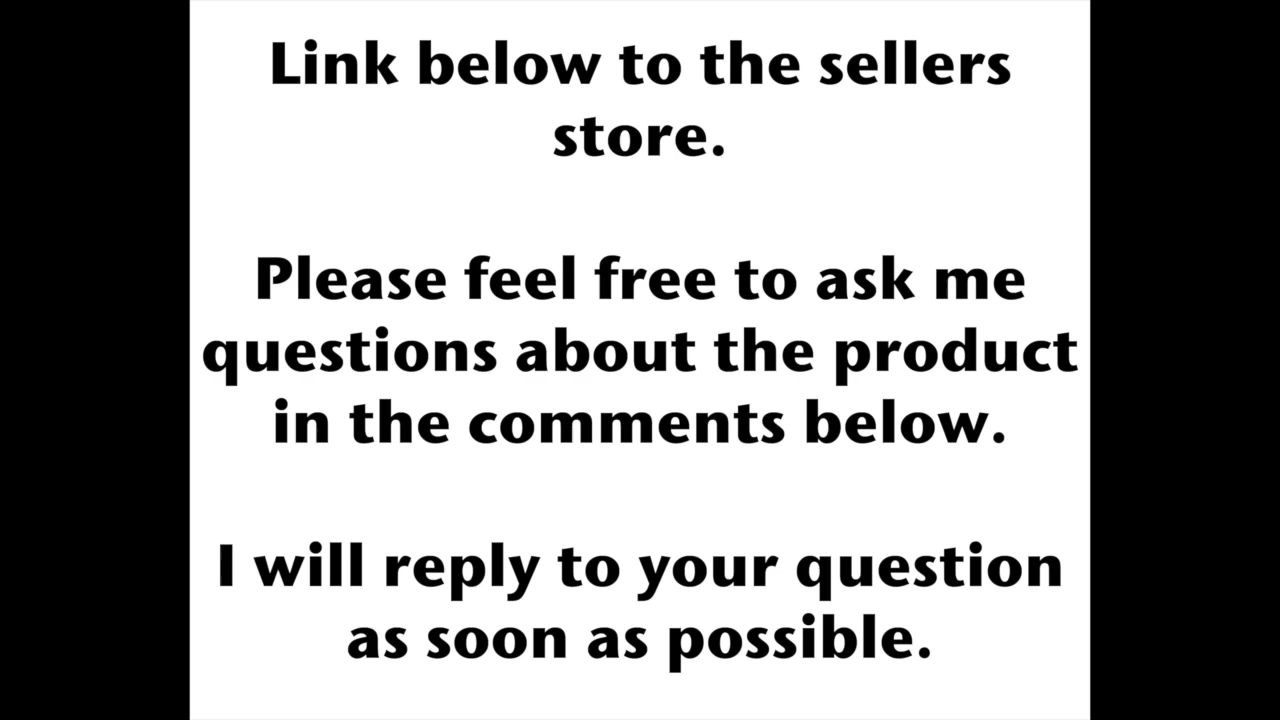 Link below to the sellers
store.
Please feel free to ask me
questions about the product
in the comments below.
I will reply to your question
as soon as possible.